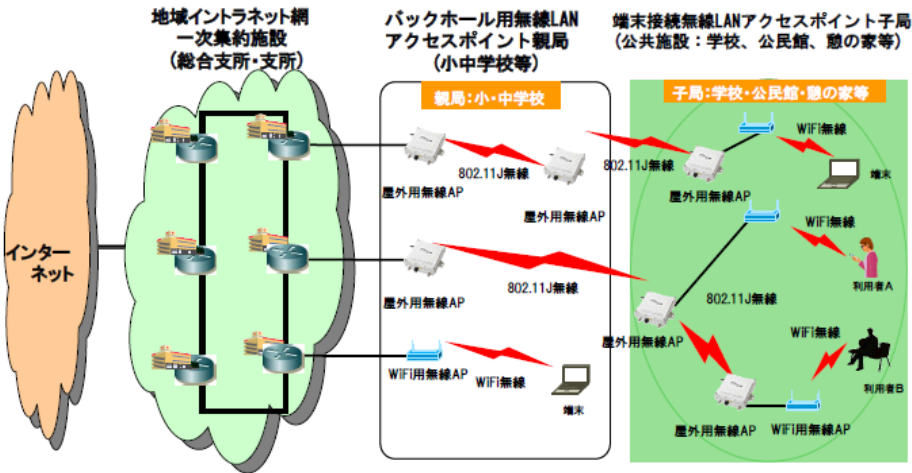 地域イントラネット網
一次集約施設
(総合支所・支所)
バックホール用無線LAN
アクセスポイント親局
(小中学校等)
端末接続無線LANアクセスポイント子局
(公共施設：学校、公民館、憩の家等)
親局：小・中学校
子局：学校・公民館・憩の家等
WiFi無線
802.11J無線
802.11J無線
端末
屋外用無線AP
屋外用無線AP
屋外用無線AP
インター
ネット
屋外用無線AP
802.11J無線
WiFi無線
利用者A
802.11J無線
屋外用無線AP
WiFi無線
WiFi用無線AP
WiFi無線
端末
利用者B
屋外用無線AP
WiFi用無線AP